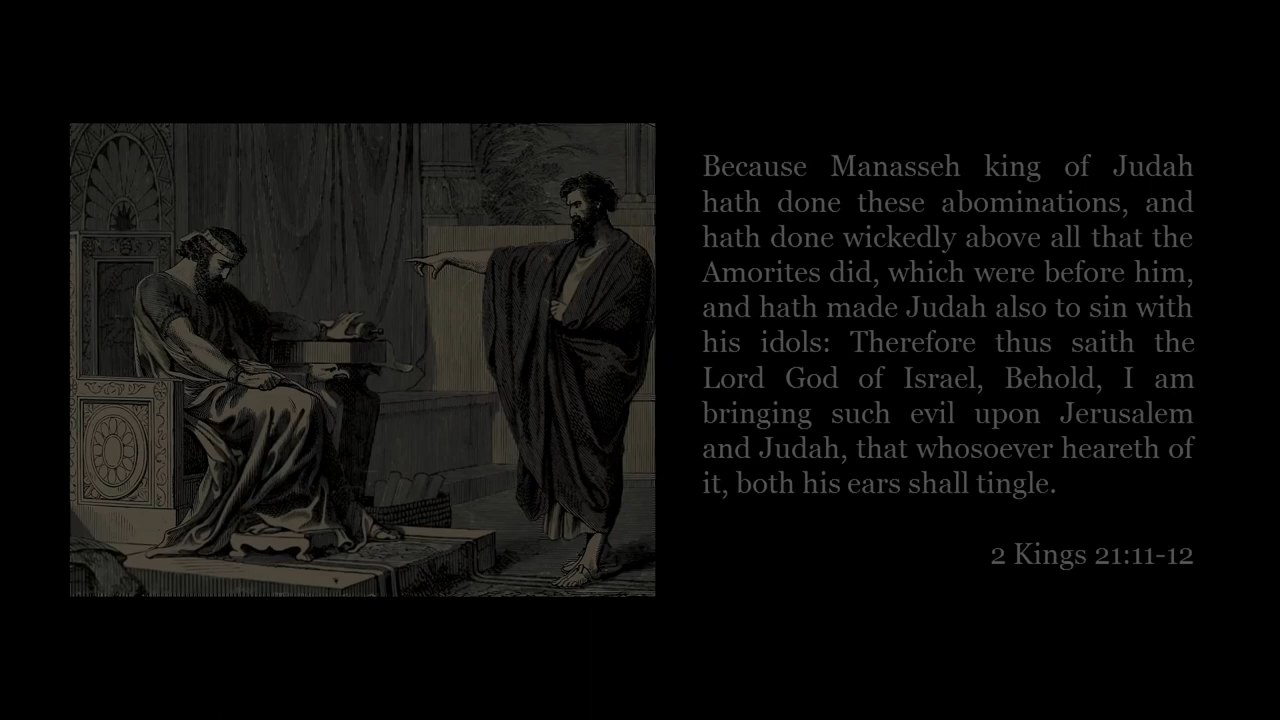 Because Manasseh king of Judah
hath done these abominations, and
hath done wickedly above all that the
Amorites did, which were before him,
and hath made Judah also to sin with
his idols: Therefore thus saith the
Lord God of Israel, Behold, I am
bringing such evil upon Jerusalem
and Judah, that whosoever heareth of
it, both his ears shall tingle.
2 Kings 21:11-12